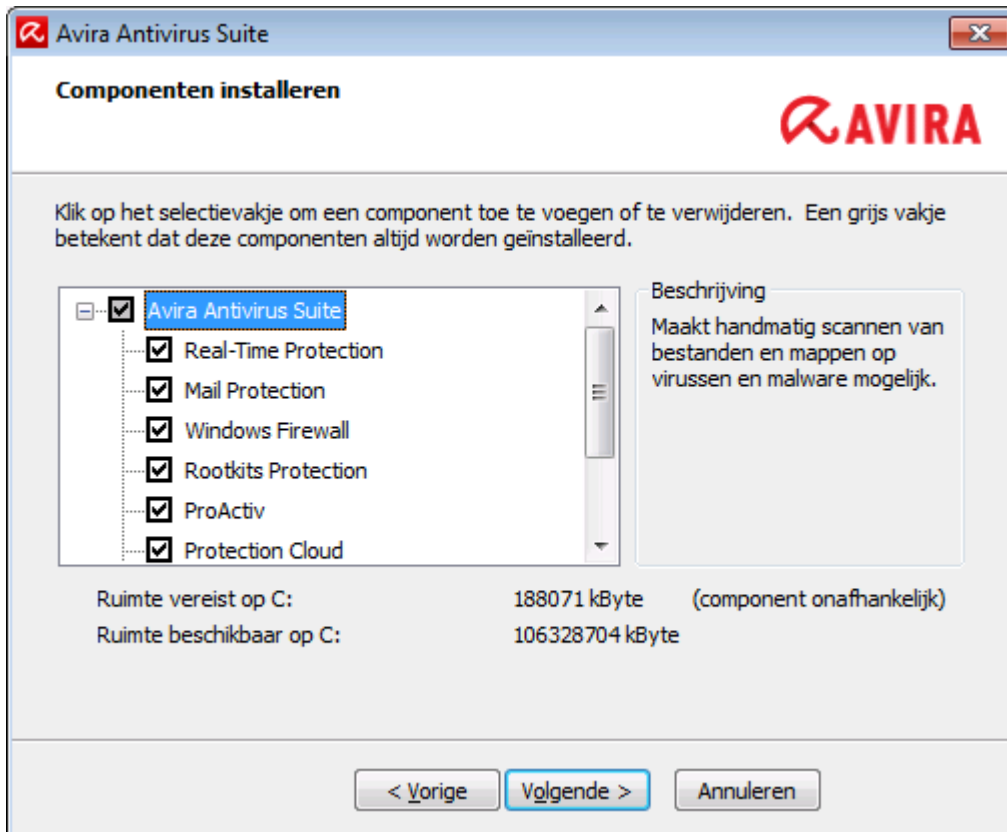 Avira Antivirus Suite
Componenten installeren
AVIRA
Klik op het selectievakje om een component toe te voegen of te verwijderen. Een grijs vakje
betekent dat deze componenten altijd worden geïnstalleerd.
Avira Antivirus Suite
Real-Time Protection
Mail Protection
Windows Firewall
Rootkits Protection
ProActiv
Protection Cloud
Beschrijving
Maakt handmatig scannen van
bestanden en mappen op
virussen en malware mogelijk.
Ruimte vereist op C: 188071 kByte (component onafhankelijk)
Ruimte beschikbaar op C: 106328704 kByte
< Vorige Volgende > Annuleren